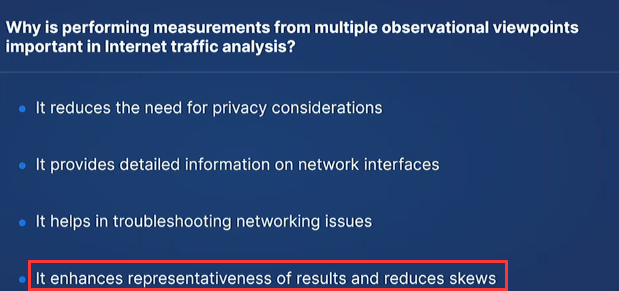 Why is performing measurements from multiple observational viewpoints
important in Internet traffic analysis?
It reduces the need for privacy considerations
It provides detailed information on network interfaces
It helps in troubleshooting networking issues
It enhances representativeness of results and reduces skews